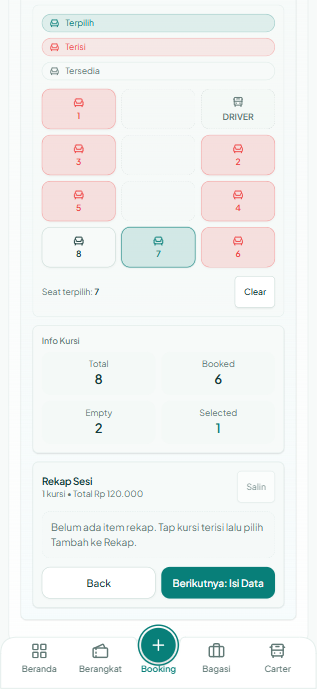 Terpilih
Terisi
Tersedia
1
DRIVER
3
2
5
4
8
7
6
Seat terpilih: 7
Clear
Info Kursi
Total
8
Booked
6
Empty
2
Selected
1
Rekap Sesi
1 kursi • Total Rp 120.000
Salin
Belum ada item rekap. Tap kursi terisi lalu pilih
Tambah ke Rekap.
Back
Berikutnya: Isi Data
Beranda
Berangkat
Booking
Bagasi
Carter